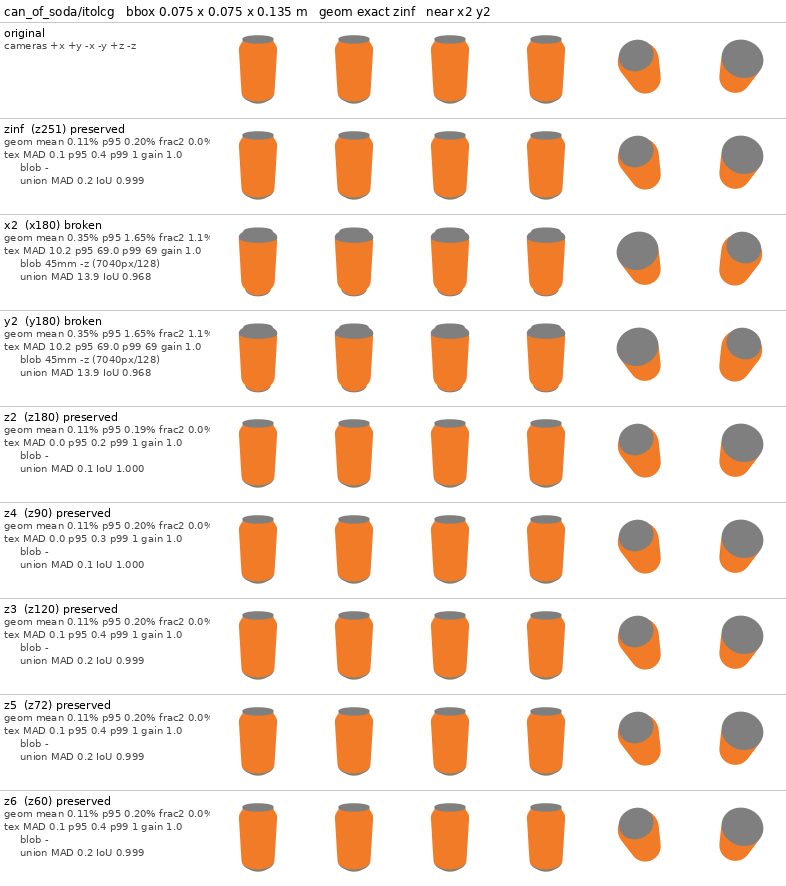 can_of_soda/itolcg   bbox 0.075 x 0.075 x 0.135 m   geom exact zinf   near x2 y2
original
cameras +x +y -x -y +z -z
zinf  (z251) preserved
geom mean 0.11% p95 0.20% frac2 0.0%
tex MAD 0.1 p95 0.4 p99 1 gain 1.0
blob -
union MAD 0.2 IoU 0.999
x2  (x180) broken
geom mean 0.35% p95 1.65% frac2 1.1%
tex MAD 10.2 p95 69.0 p99 69 gain 1.0
blob 45mm -z (7040px/128)
union MAD 13.9 IoU 0.968
y2  (y180) broken
geom mean 0.35% p95 1.65% frac2 1.1%
tex MAD 10.2 p95 69.0 p99 69 gain 1.0
blob 45mm -z (7040px/128)
union MAD 13.9 IoU 0.968
z2  (z180) preserved
geom mean 0.11% p95 0.19% frac2 0.0%
tex MAD 0.0 p95 0.2 p99 1 gain 1.0
blob -
union MAD 0.1 IoU 1.000
z4  (z90) preserved
geom mean 0.11% p95 0.20% frac2 0.0%
tex MAD 0.0 p95 0.3 p99 1 gain 1.0
blob -
union MAD 0.1 IoU 1.000
z3  (z120) preserved
geom mean 0.11% p95 0.20% frac2 0.0%
tex MAD 0.1 p95 0.4 p99 1 gain 1.0
blob -
union MAD 0.2 IoU 0.999
z5  (z72) preserved
geom mean 0.11% p95 0.20% frac2 0.0%
tex MAD 0.1 p95 0.4 p99 1 gain 1.0
blob -
union MAD 0.2 IoU 0.999
z6  (z60) preserved
geom mean 0.11% p95 0.20% frac2 0.0%
tex MAD 0.1 p95 0.4 p99 1 gain 1.0
blob -
union MAD 0.2 IoU 0.999